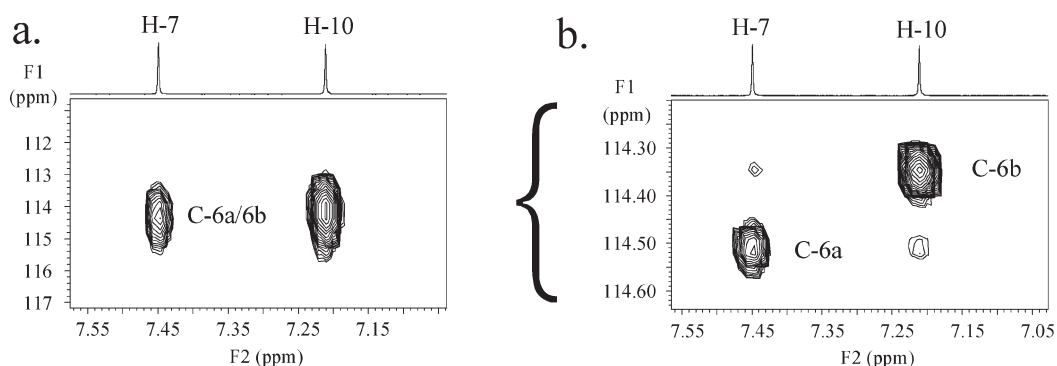 a.
H-7 H-10
F1
(ppm)
112
113
114
115
116
117
C-6a/6b
7.55 7.45 7.35 7.25 7.15
F2 (ppm)
b.
H-7 H-10
F1
(ppm)
114.30
114.40
114.50
114.60
C-6b
C-6a
7.55 7.45 7.35 7.25 7.15 7.05
F2 (ppm)